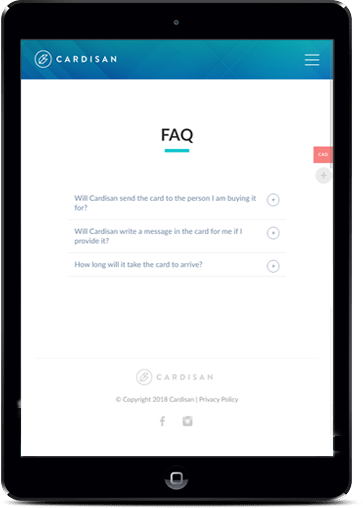 CARDISAN
FAQ
CAD
Will Cardisan send the card to the person I am buying it
for?
Will Cardisan write a message in the card for me if I
provide it?
How long will it take the card to arrive?
CARDISAN
© Copyright 2018 Cardisan | Privacy Policy